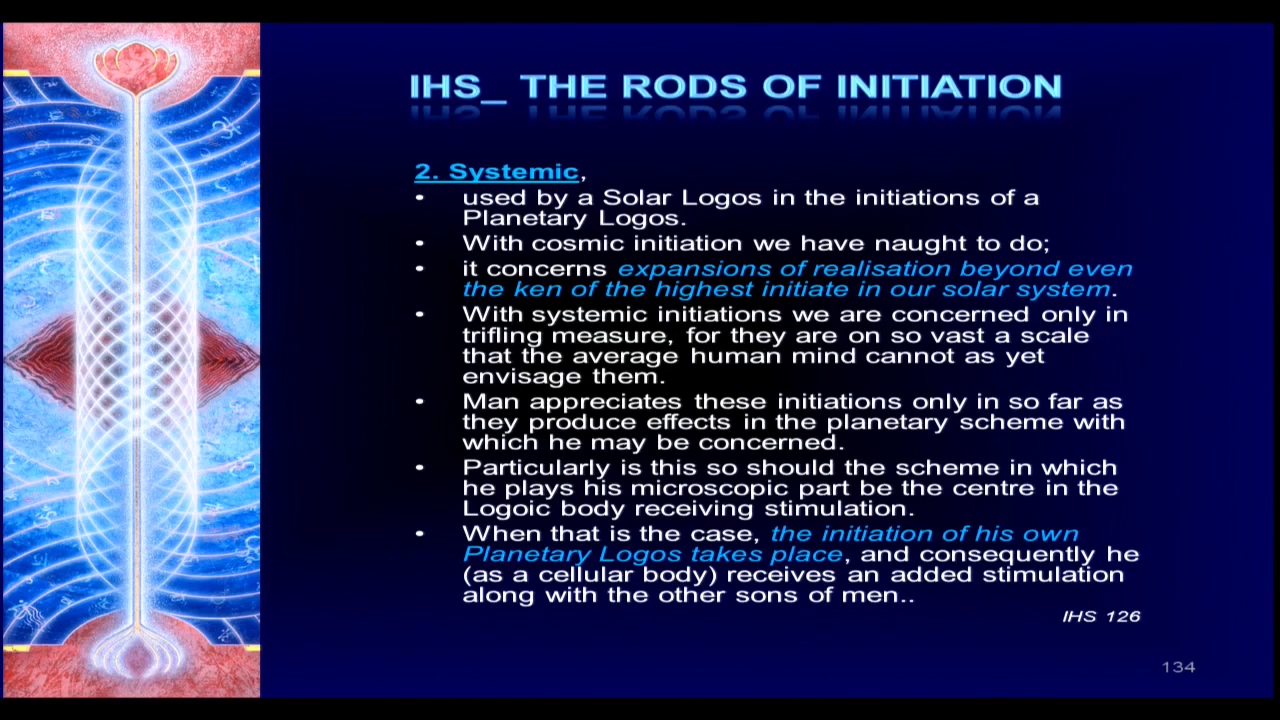 IHS_ THE RODS OF INITIATION
2. Systemic,
• used by a Solar Logos in the initiations of a
Planetary Logos.
• With cosmic initiation we have naught to do;
• it concerns expansions of realisation beyond even
the ken of the highest initiate in our solar system.
• With systemic initiations we are concerned only in
trifling measure, for they are on so vast a scale
that the average human mind cannot as yet
envisage them.
• Man appreciates these initiations only in so far as
they produce effects in the planetary scheme with
which he may be concerned.
• Particularly is this so should the scheme in which
he plays his microscopic part be the centre in the
Logoic body receiving stimulation.
• When that is the case, the initiation of his own
Planetary Logos takes place, and consequently he
(as a cellular body) receives an added stimulation
along with the other sons of men..
IHS 126
134